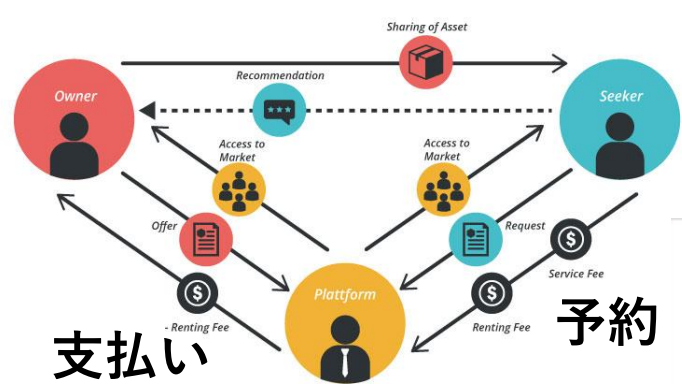 Sharing of Asset
Recommendation
Owner
Seeker
Access to
Market
Access to
Market
Offer
Request
Service Fee
Plattform
- Renting Fee
Renting Fee
支払い
予約